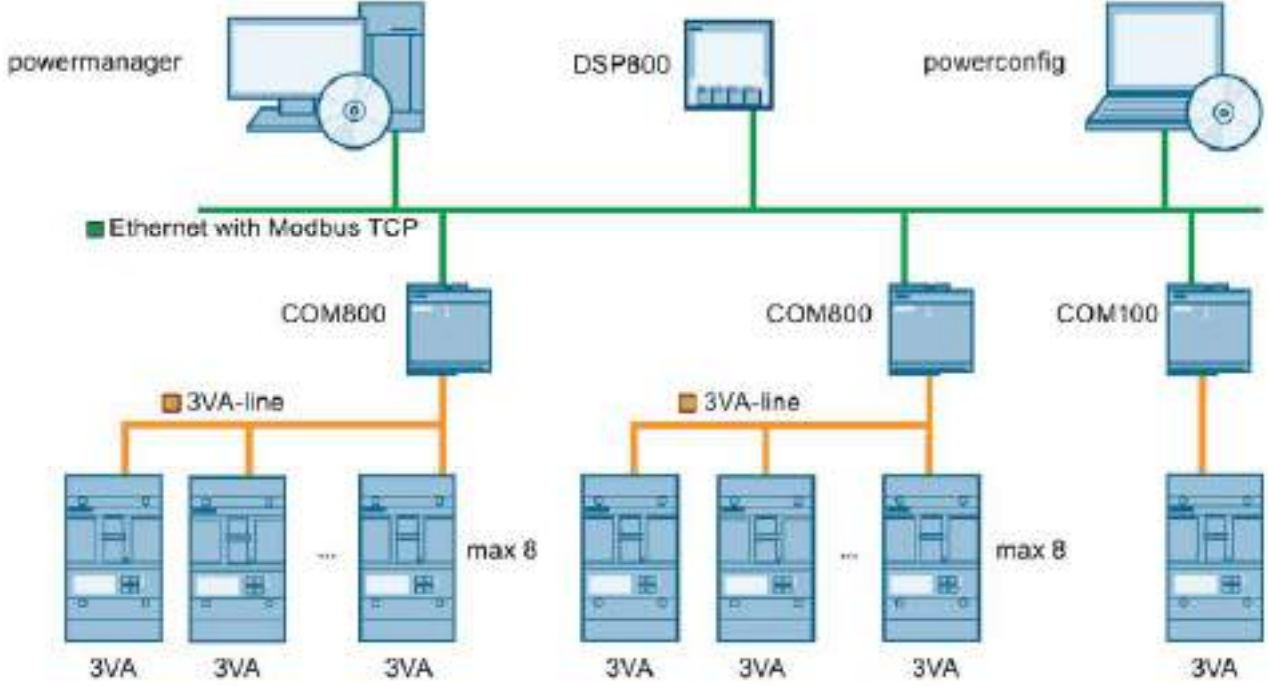 powermanager
DSP800
powerconfig
Ethernet with Modbus TCP
COM800
COM800
COM100
3VA-line
3VA-line
...
max 8
...
max 8
3VA
3VA
3VA
3VA
3VA
3VA
3VA